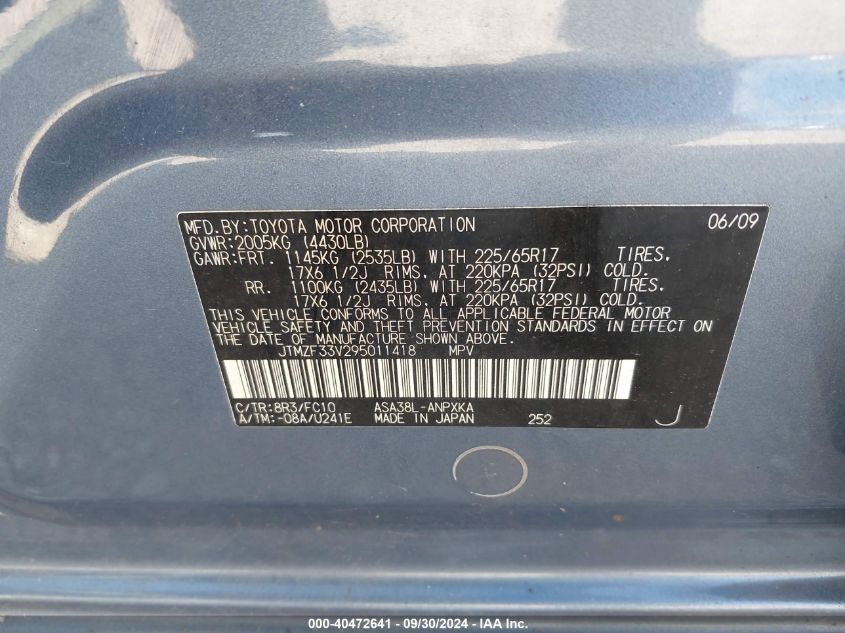 MFD. BY: TOYOTA MOTOR CORPORATION 06/09
GVWR: 2005KG (4430LB)
GAWR: FRT. 1145KG (2535LB) WITH 225/65R17 TIRES,
17X6 1/2J RIMS, AT 220KPA (32PSI) COLD.
RR. 1100KG (2435LB) WITH 225/65R17 TIRES,
17X6 1/2J RIMS, AT 220KPA (32PSI) COLD.
THIS VEHICLE CONFORMS TO ALL APPLICABLE FEDERAL MOTOR
VEHICLE SAFETY AND THEFT PREVENTION STANDARDS IN EFFECT ON
THE DATE OF MANUFACTURE SHOWN ABOVE.
JTMZF33V295011418 MPV
C/TR: 8R3/FC10 ASA38L-ANPXKA
A/TM: -08A/U241E MADE IN JAPAN 252 J
000-40472641 / 09/30/2024 - © IAA Inc.